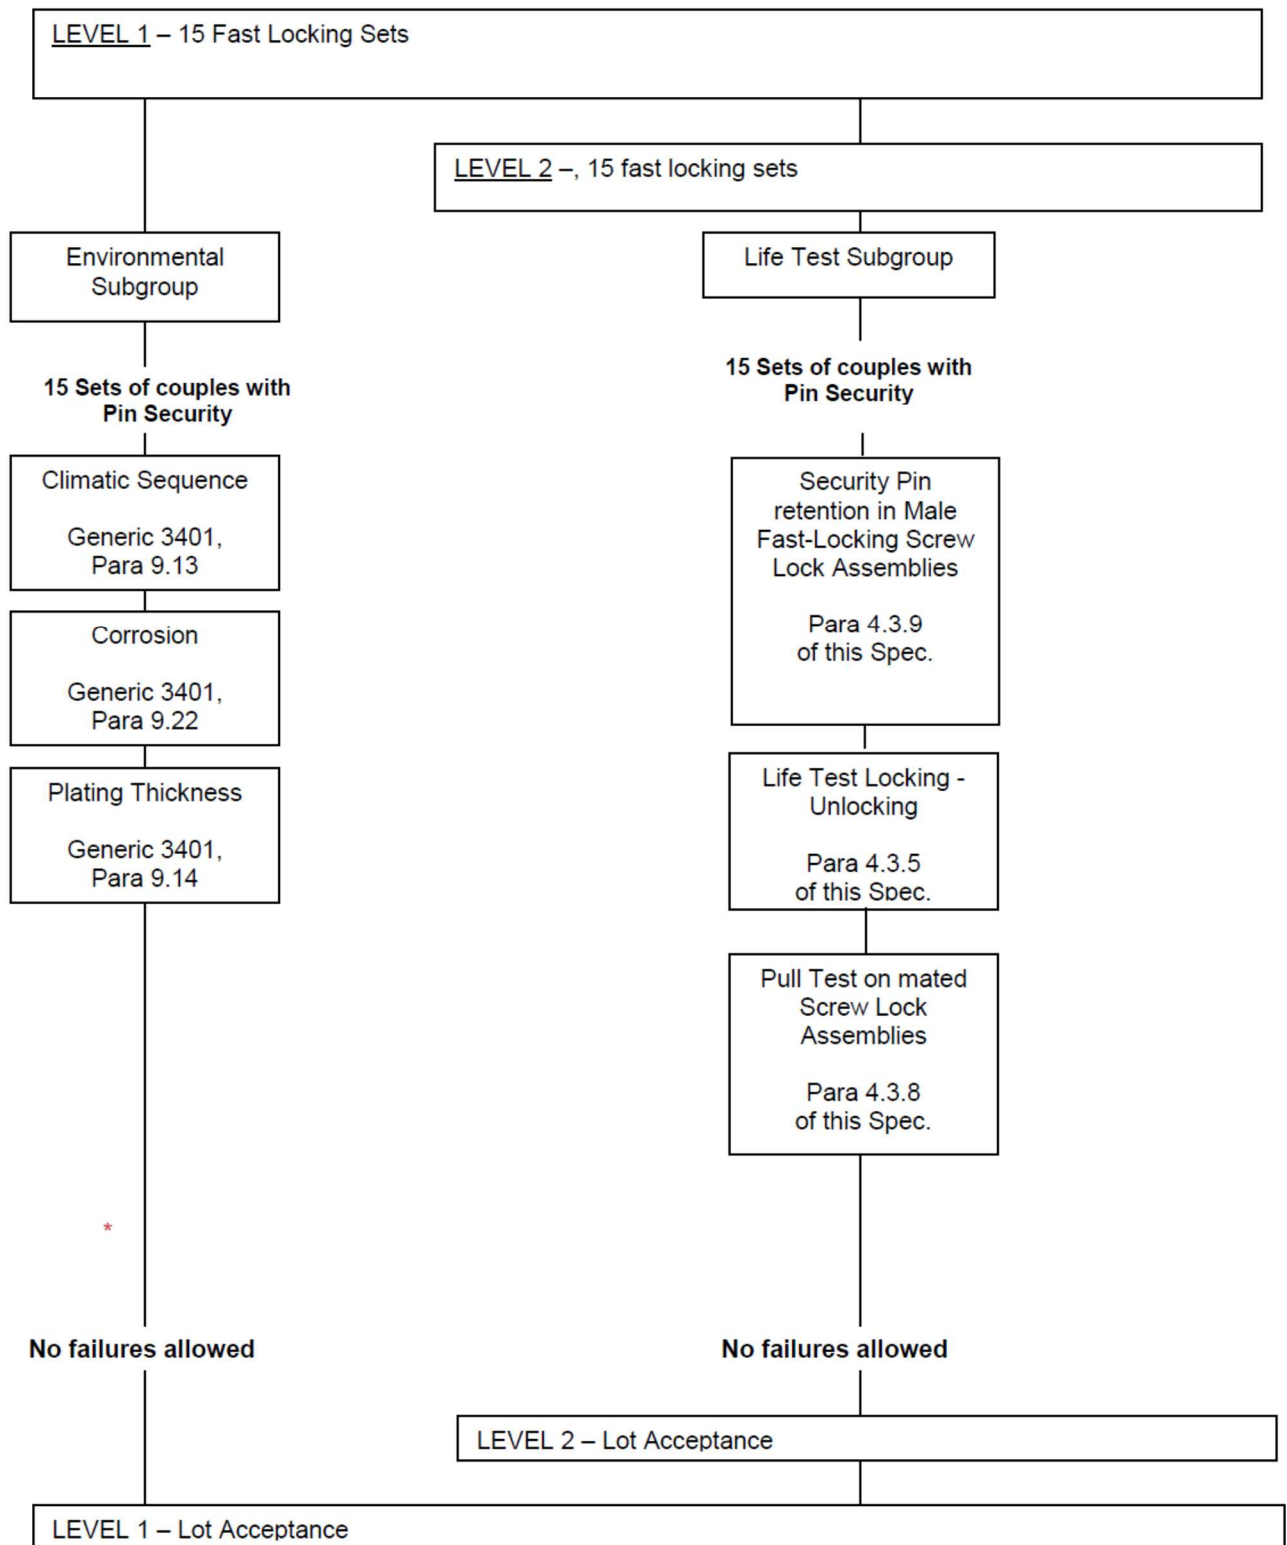 LEVEL 1 – 15 Fast Locking Sets
LEVEL 2 –, 15 fast locking sets
Environmental
Subgroup
Life Test Subgroup
15 Sets of couples with
Pin Security
15 Sets of couples with
Pin Security
Climatic Sequence
Generic 3401,
Para 9.13
Corrosion
Generic 3401,
Para 9.22
Plating Thickness
Generic 3401,
Para 9.14
Security Pin
retention in Male
Fast-Locking Screw
Lock Assemblies
Para 4.3.9
of this Spec.
Life Test Locking -
Unlocking
Para 4.3.5
of this Spec.
Pull Test on mated
Screw Lock
Assemblies
Para 4.3.8
of this Spec.
*
No failures allowed
No failures allowed
LEVEL 2 – Lot Acceptance
LEVEL 1 – Lot Acceptance